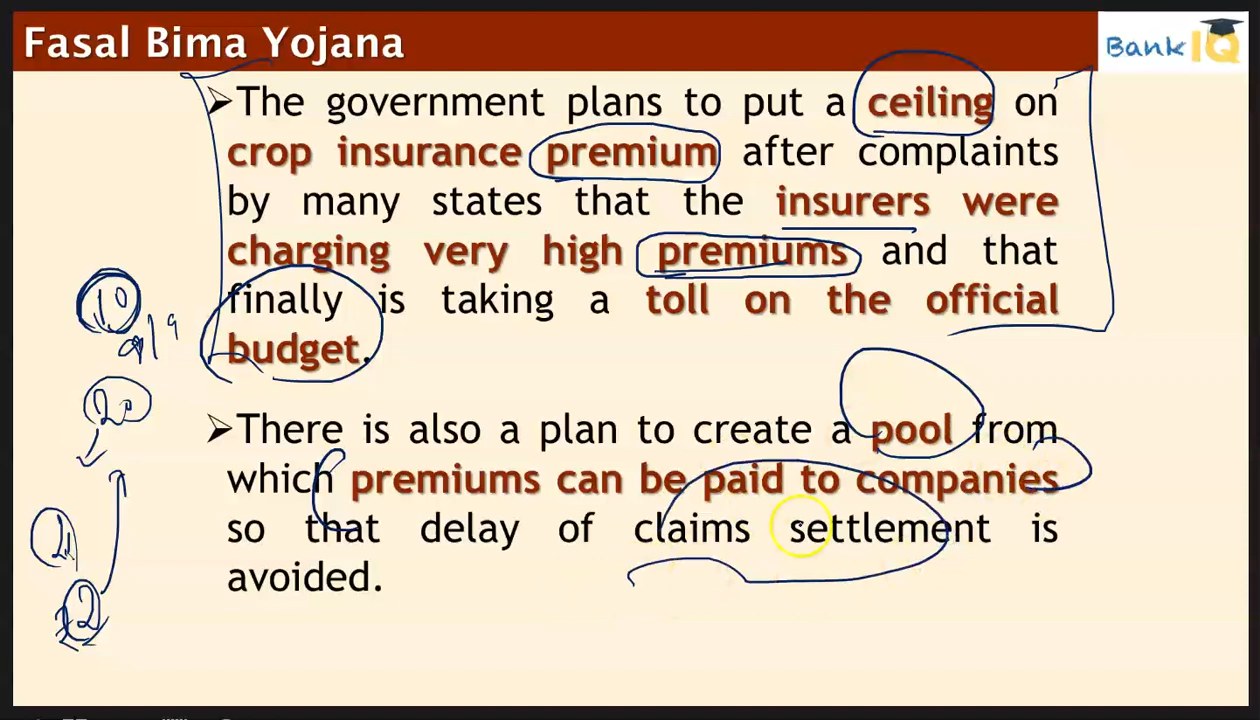 Fasal Bima Yojana
Bank IQ
➢The government plans to put a ceiling on
crop insurance premium after complaints
by many states that the insurers were
charging very high premiums and that
finally is taking a toll on the official
budget.
➢There is also a plan to create a pool from
which premiums can be paid to companies
so that delay of claims settlement is
avoided.
10
20